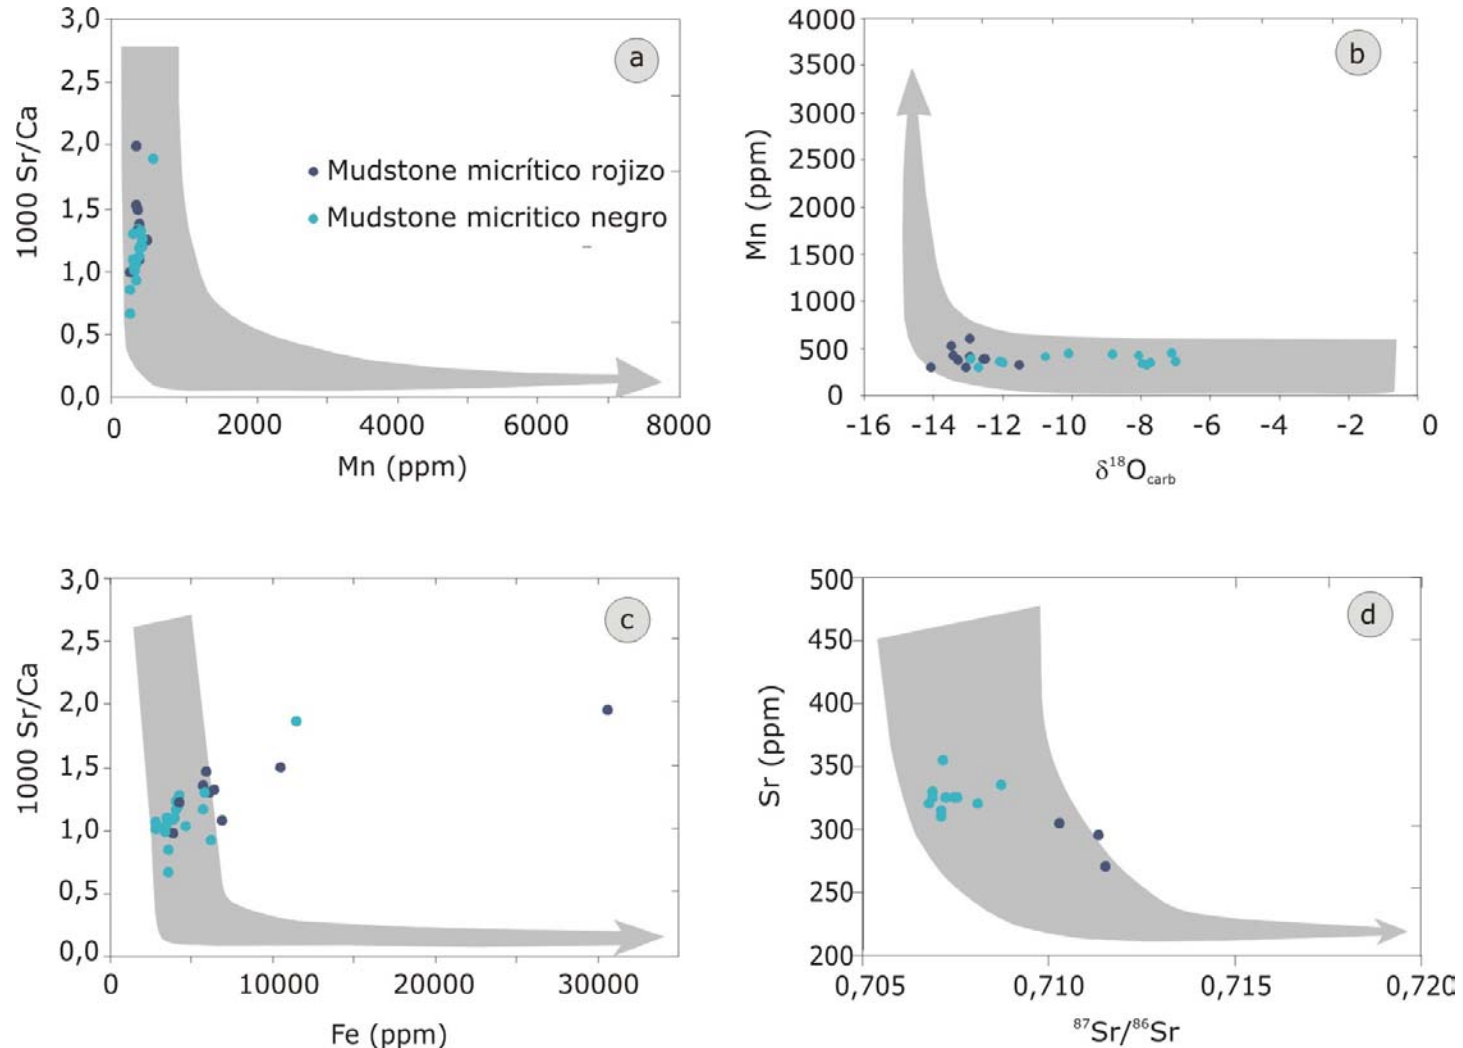 3,0
2,5
2,0
1,5
1,0
0,5
0,0
1000 Sr/Ca
a
Mudstone micrítico rojizo
Mudstone micritico negro
0 2000 4000 6000 8000
Mn (ppm)
4000
3500
3000
2500
2000
1500
1000
500
0
Mn (ppm)
b
-16 -14 -12 -10 -8 -6 -4 -2 0
δ¹⁸Ocarb
3,0
2,5
2,0
1,5
1,0
0,5
0,0
1000 Sr/Ca
c
0 10000 20000 30000
Fe (ppm)
500
450
400
350
300
250
200
Sr (ppm)
d
0,705 0,710 0,715 0,720
⁸⁷Sr/⁸⁶Sr